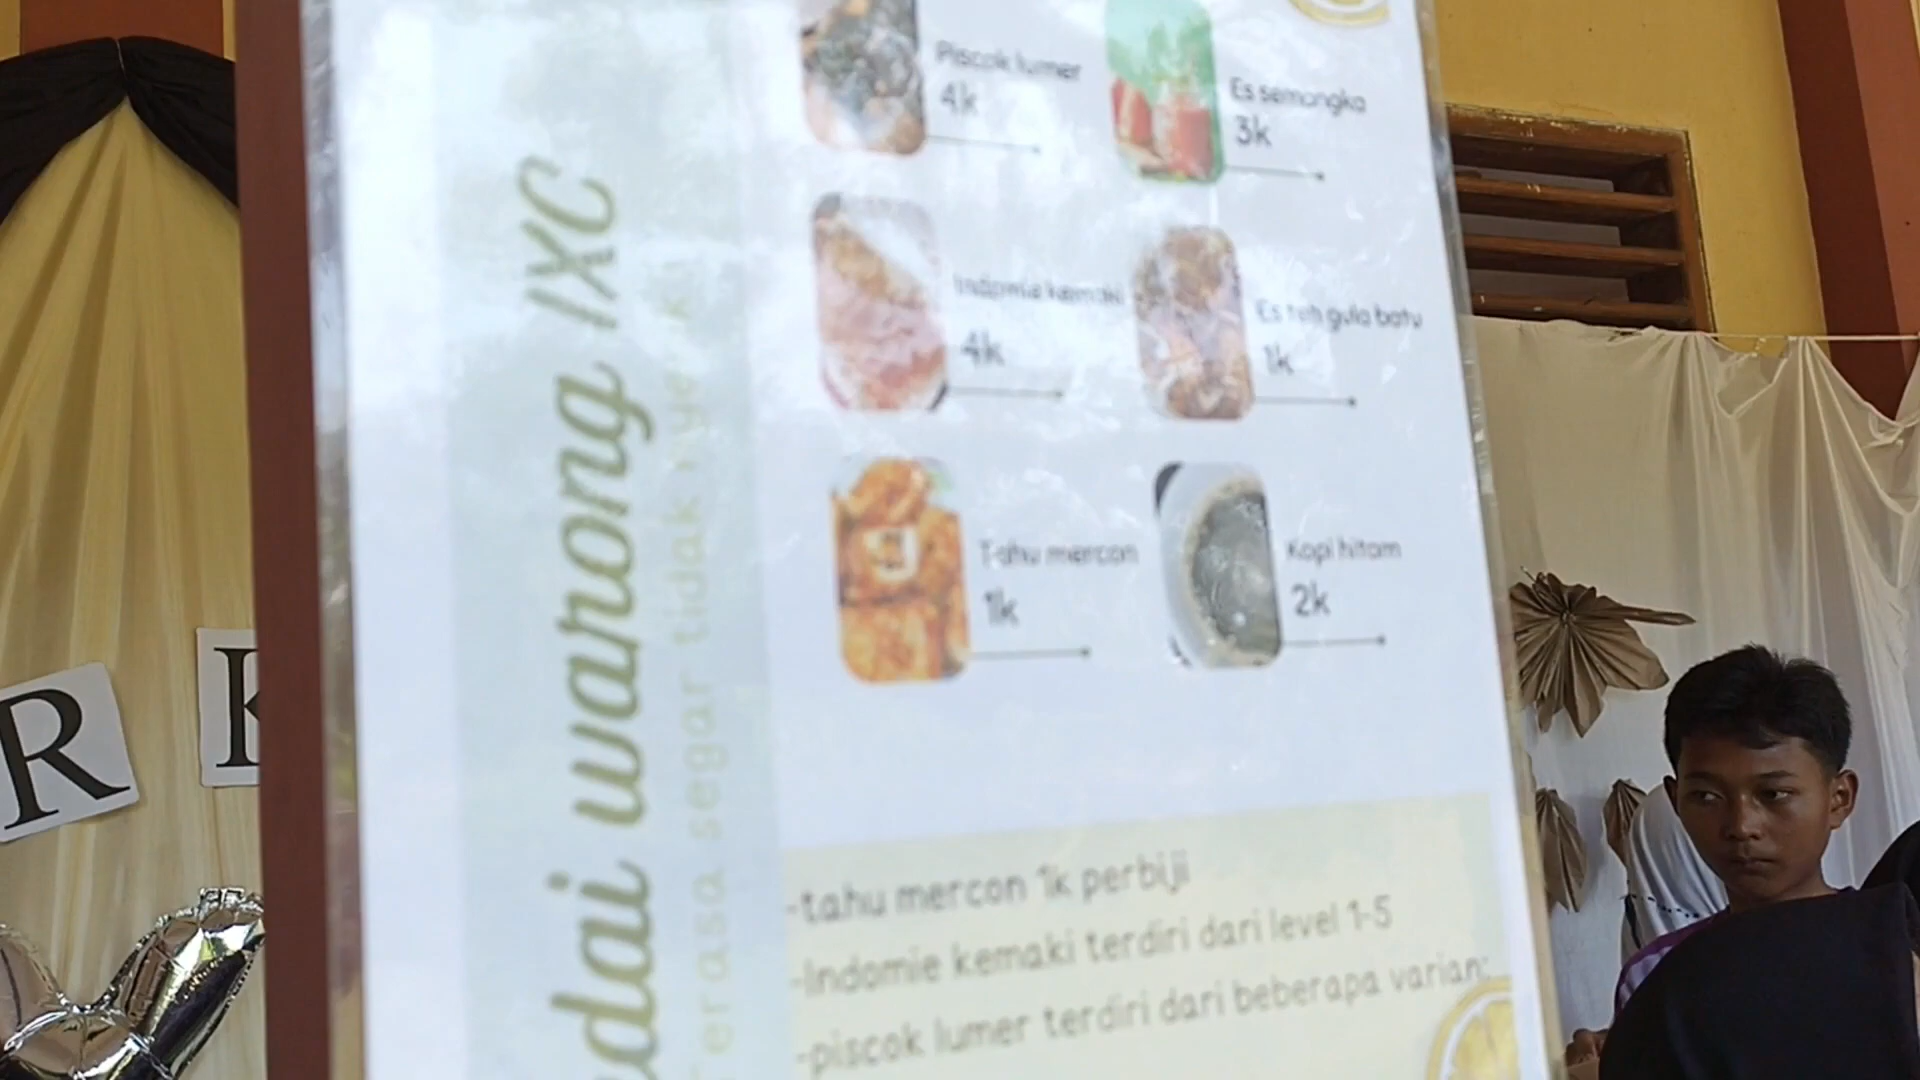 R K
dai warong IXC
erasa segar tidak
Piscok lumer
4k
Es semangka
3k
Indomie kemaki
4k
Es teh gula batu
1k
Tahu mercon
1k
Kopi hitam
2k
-tahu mercon 1k perbiji
-Indomie kemaki terdiri dari level 1-5
-piscok lumer terdiri dari beberapa varian: